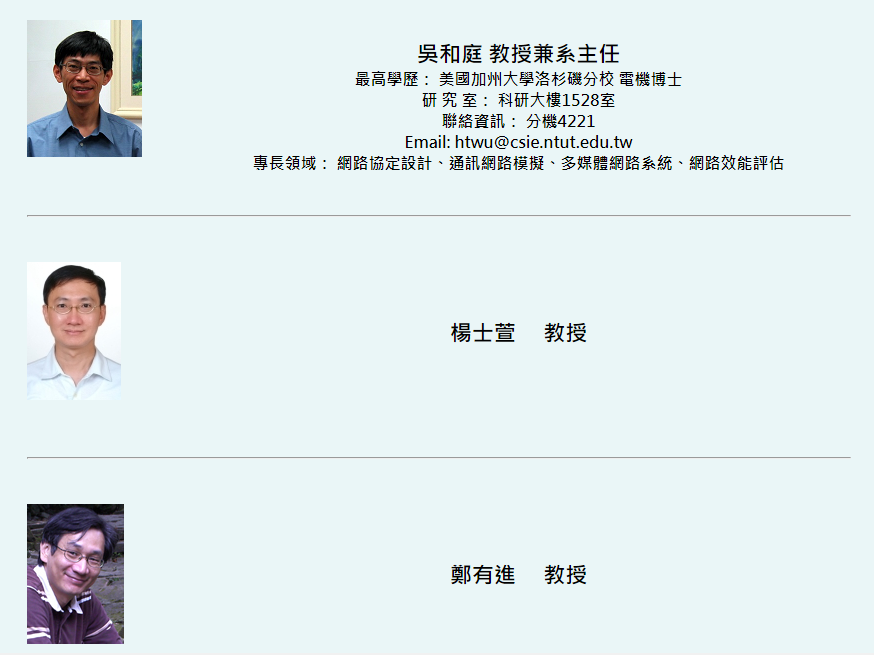 吳和庭 教授兼系主任
最高學歷： 美國加州大學洛杉磯分校 電機博士
研 究 室： 科研大樓1528室
聯絡資訊： 分機4221
Email: htwu@csie.ntut.edu.tw
專長領域： 網路協定設計、通訊網路模擬、多媒體網路系統、網路效能評估
楊士萱 教授
鄭有進 教授